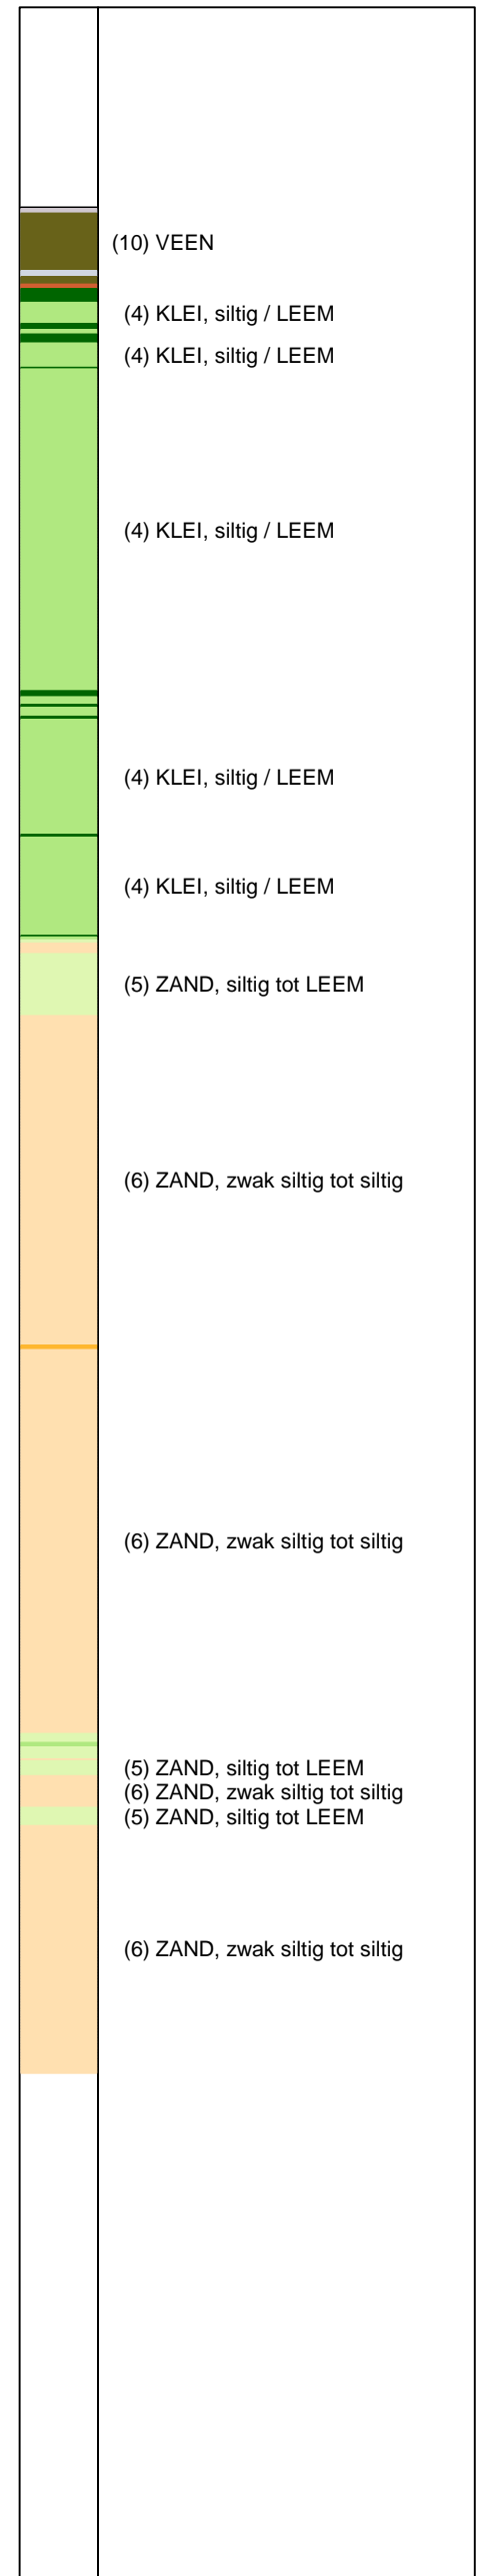 (10) VEEN
(4) KLEI, siltig / LEEM
(4) KLEI, siltig / LEEM
(4) KLEI, siltig / LEEM
(4) KLEI, siltig / LEEM
(4) KLEI, siltig / LEEM
(5) ZAND, siltig tot LEEM
(6) ZAND, zwak siltig tot siltig
(6) ZAND, zwak siltig tot siltig
(5) ZAND, siltig tot LEEM
(6) ZAND, zwak siltig tot siltig
(5) ZAND, siltig tot LEEM
(6) ZAND, zwak siltig tot siltig